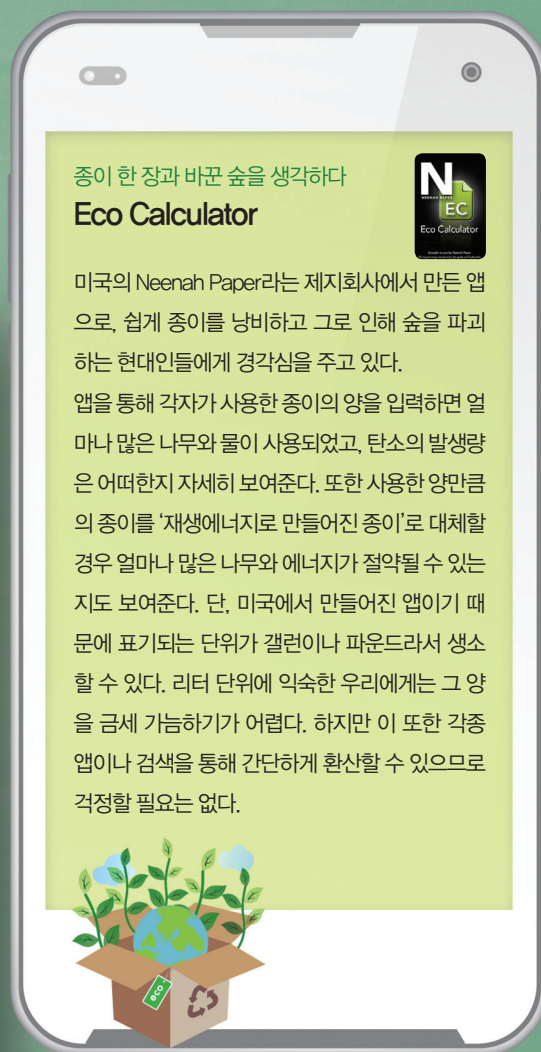 종이 한 장과 바꾼 숲을 생각하다
Eco Calculator
N
NEENAH PAPER
EC
Eco Calculator
미국의 Neenah Paper라는 제지회사에서 만든 앱
으로, 쉽게 종이를 낭비하고 그로 인해 숲을 파괴
하는 현대인들에게 경각심을 주고 있다.
앱을 통해 각자가 사용한 종이의 양을 입력하면 얼
마나 많은 나무와 물이 사용되었고, 탄소의 발생량
은 어떠한지 자세히 보여준다. 또한 사용한 양만큼
의 종이를 ‘재생에너지로 만들어진 종이’로 대체할
경우 얼마나 많은 나무와 에너지가 절약될 수 있는
지도 보여준다. 단, 미국에서 만들어진 앱이기 때
문에 표기되는 단위가 갤런이나 파운드라서 생소
할 수 있다. 리터 단위에 익숙한 우리에게는 그 양
을 금세 가늠하기가 어렵다. 하지만 이 또한 각종
앱이나 검색을 통해 간단하게 환산할 수 있으므로
걱정할 필요는 없다.
eco